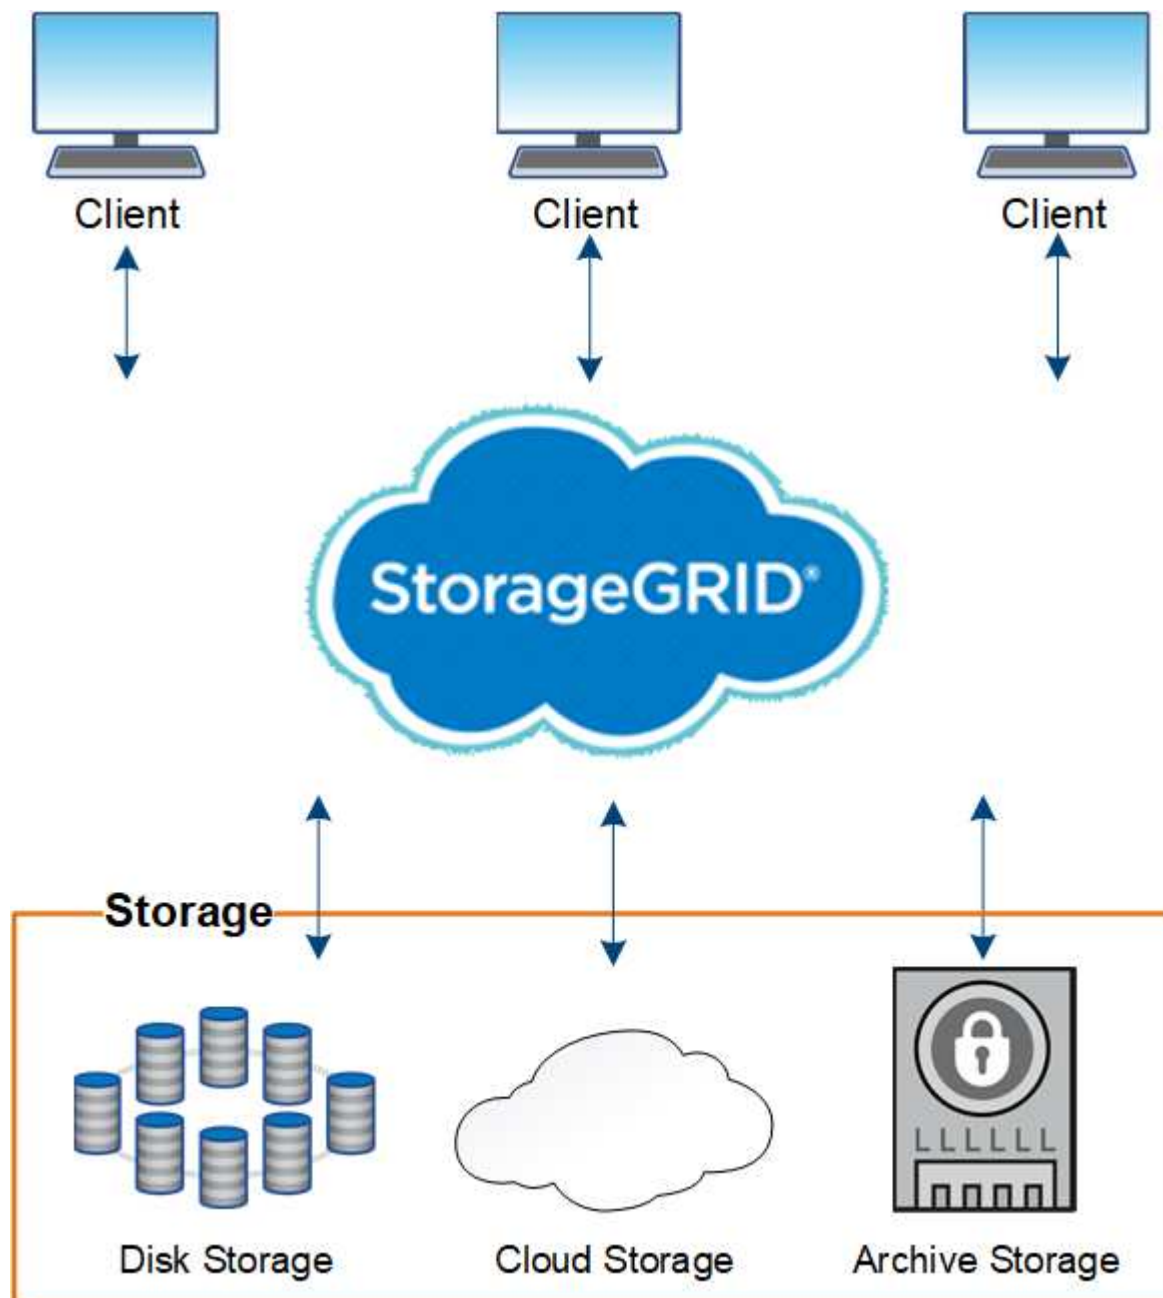 Client
Client
Client
StorageGRID®
Storage
L L L L L L
Disk Storage
Cloud Storage
Archive Storage